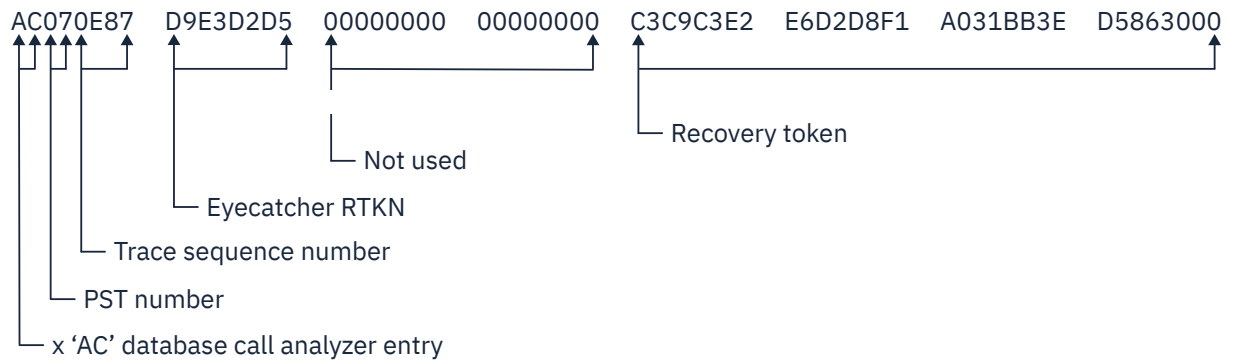 AC070E87 D9E3D2D5 00000000 00000000 C3C9C3E2 E6D2D8F1 A031BB3E D5863000
Recovery token
Not used
Eyecatcher RTKN
Trace sequence number
PST number
x ‘AC’ database call analyzer entry